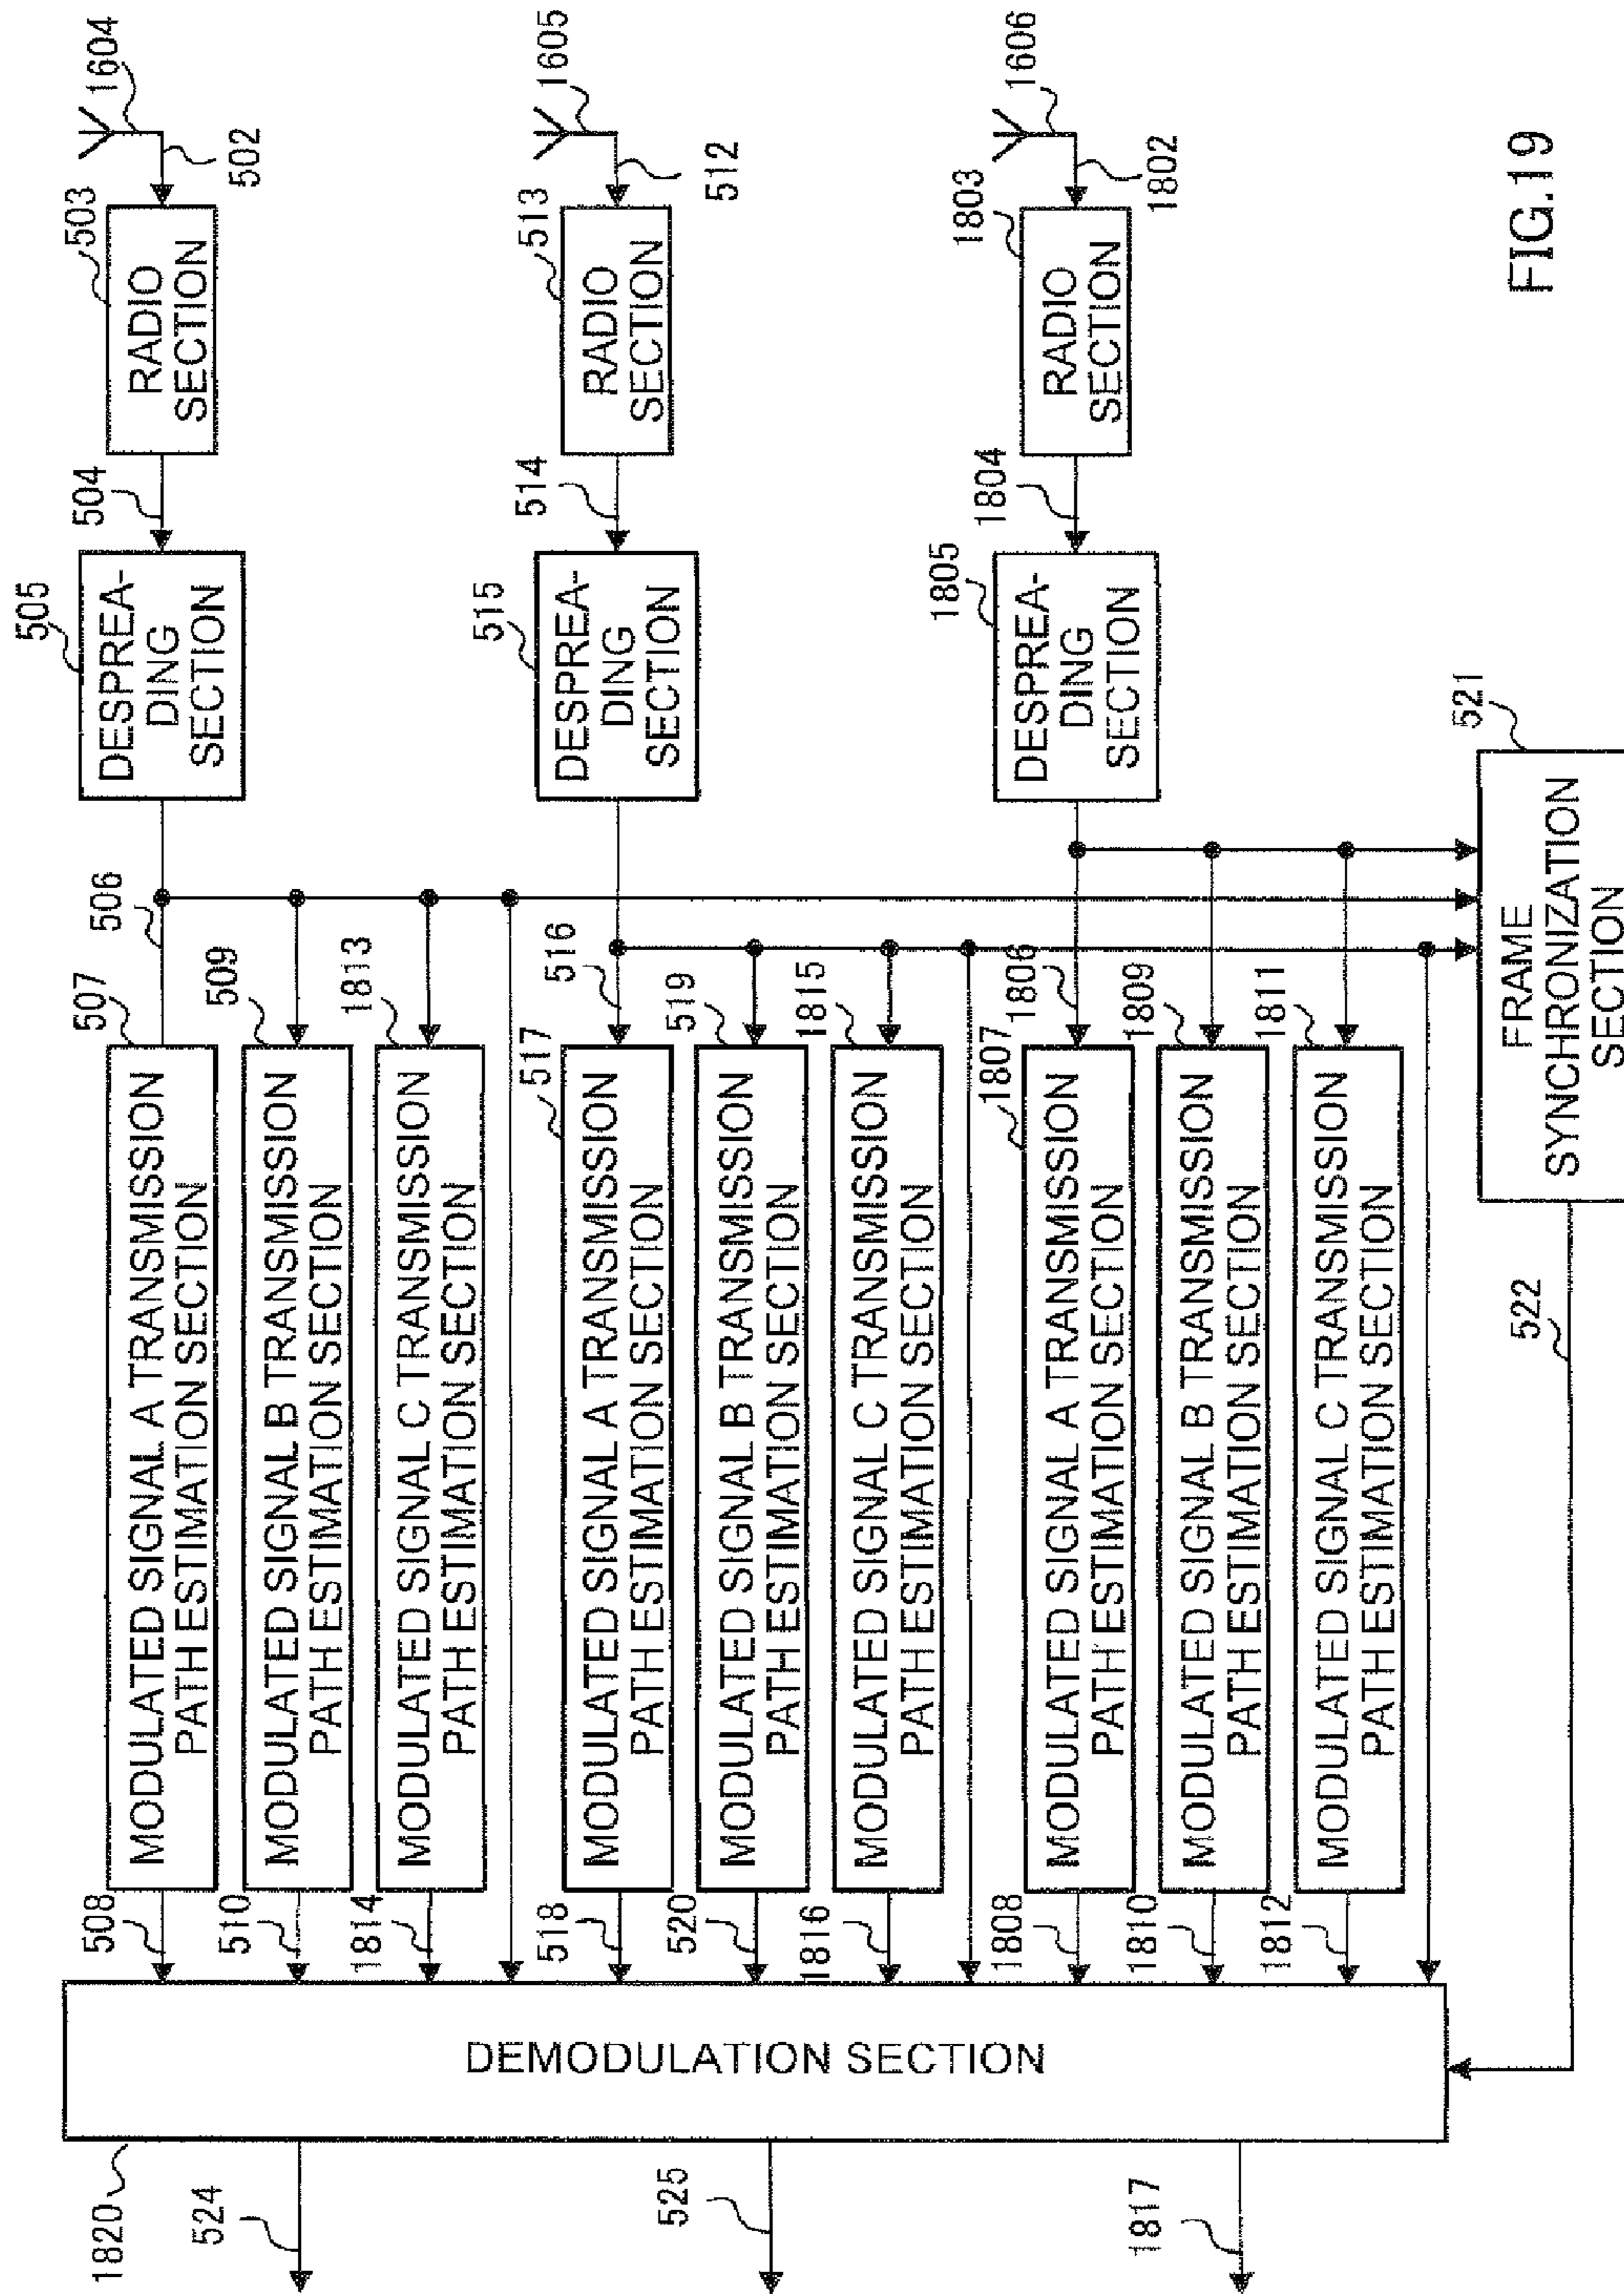 1604
502
503
RADIO
SECTION
504
505
DESPREA-
DING
SECTION
506
507
MODULATED SIGNAL A TRANSMISSION
PATH ESTIMATION SECTION
508
509
MODULATED SIGNAL B TRANSMISSION
PATH ESTIMATION SECTION
510
1813
MODULATED SIGNAL C TRANSMISSION
PATH ESTIMATION SECTION
1814
1605
512
513
RADIO
SECTION
514
515
DESPREA-
DING
SECTION
516
517
MODULATED SIGNAL A TRANSMISSION
PATH ESTIMATION SECTION
518
519
MODULATED SIGNAL B TRANSMISSION
PATH ESTIMATION SECTION
520
1815
MODULATED SIGNAL C TRANSMISSION
PATH ESTIMATION SECTION
1816
1606
1802
1803
RADIO
SECTION
1804
1805
DESPREA-
DING
SECTION
1806
1807
MODULATED SIGNAL A TRANSMISSION
PATH ESTIMATION SECTION
1808
1809
MODULATED SIGNAL B TRANSMISSION
PATH ESTIMATION SECTION
1810
1811
MODULATED SIGNAL C TRANSMISSION
PATH ESTIMATION SECTION
1812
521
FRAME
SYNCHRONIZATION
SECTION
522
DEMODULATION SECTION
1820
524
525
1817
FIG.19